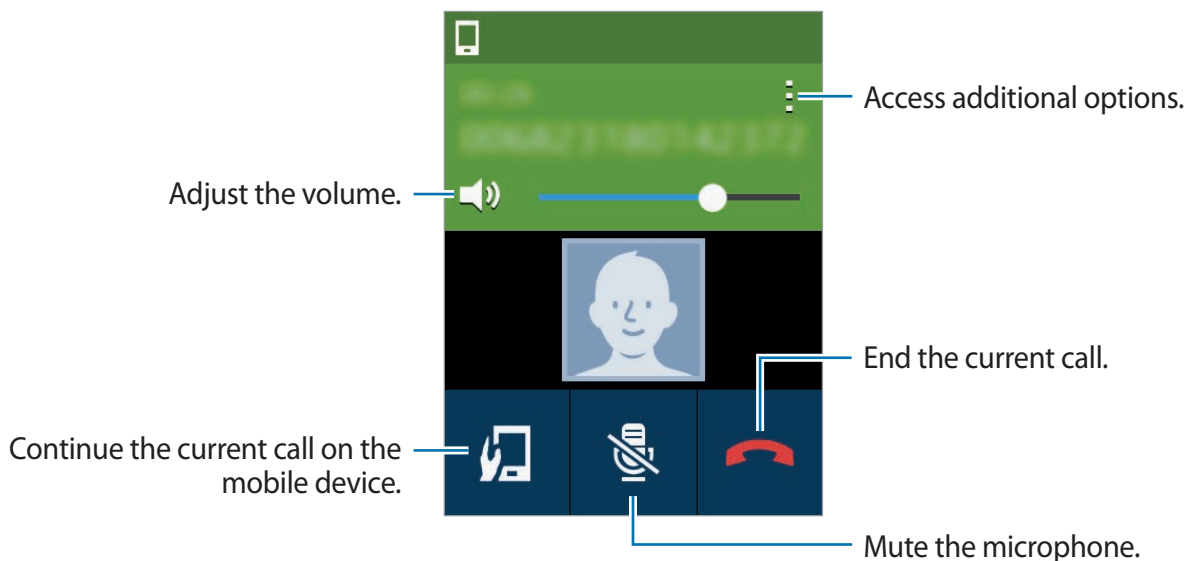 Access additional options.
Adjust the volume.
End the current call.
Continue the current call on the
mobile device.
Mute the microphone.